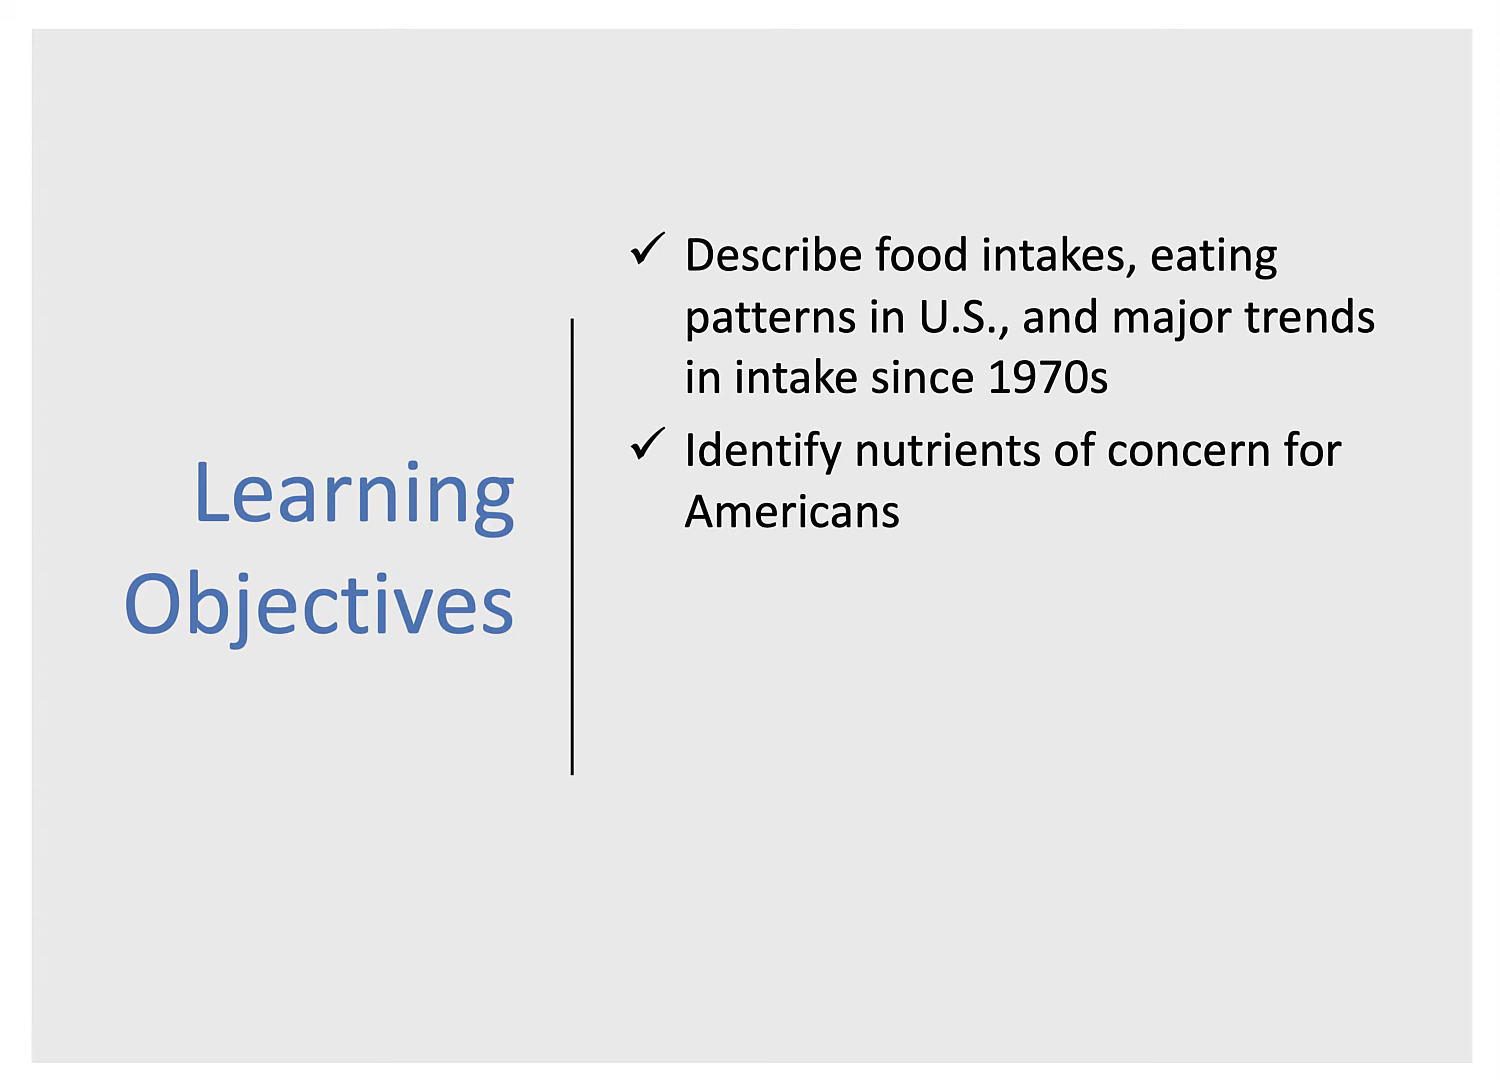 Learning
Objectives
✓ Describe food intakes, eating
patterns in U.S., and major trends
in intake since 1970s
✓ Identify nutrients of concern for
Americans